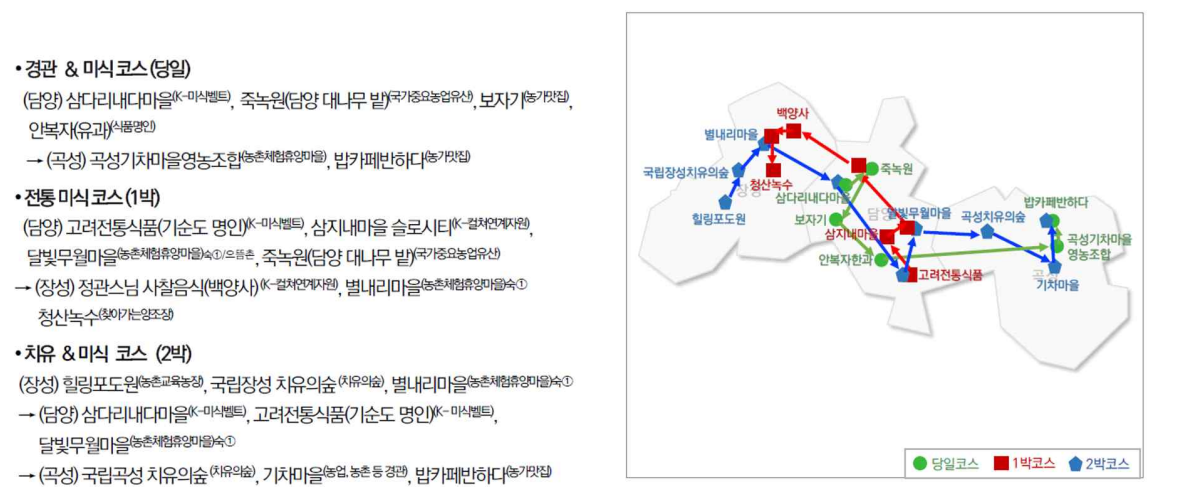 • 경관 & 미식 코스 (당일)
(담양) 삼다리내다마을(K-미식벨트), 죽녹원(담양 대나무 밭)(국가중요농업유산), 보자기(농가맛집),
안복자(유과)(식품명인)
→ (곡성) 곡성기차마을영농조합(농촌체험휴양마을), 밥카페반하다(농가맛집)
• 전통 미식 코스 (1박)
(담양) 고려전통식품(기순도 명인)(K-미식벨트), 삼지내마을 슬로시티(K-컬쳐연계자원),
달빛무월마을(농촌체험휴양마을)숙①/으뜸촌, 죽녹원(담양 대나무 밭)(국가중요농업유산)
→ (장성) 정관스님 사찰음식(백양사)(K-컬쳐연계자원), 별내리마을(농촌체험휴양마을)숙①
청산녹수(찾아가는양조장)
• 치유 & 미식 코스 (2박)
(장성) 힐링포도원(농촌교육농장), 국립장성 치유의숲(치유의숲), 별내리마을(농촌체험휴양마을)숙①
→ (담양) 삼다리내다마을(K-미식벨트), 고려전통식품(기순도 명인)(K-미식벨트),
달빛무월마을(농촌체험휴양마을)숙①
→ (곡성) 국립곡성 치유의숲(치유의숲), 기차마을(농업, 농촌 등 경관), 밥카페반하다(농가맛집)
백양사
별내리마을
국립장성치유의숲
청산녹수
죽녹원
삼다리내다마을
힐링포도원
보자기
달빛무월마을
삼지내마을
곡성치유의숲
밥카페반하다
안복자한과
곡성기차마을
영농조합
고려전통식품
곡성
기차마을
당일코스 1박코스 2박코스